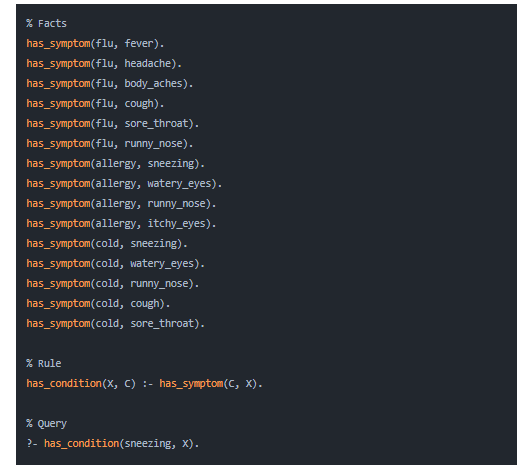 % Facts
has_symptom(flu, fever).
has_symptom(flu, headache).
has_symptom(flu, body_aches).
has_symptom(flu, cough).
has_symptom(flu, sore_throat).
has_symptom(flu, runny_nose).
has_symptom(allergy, sneezing).
has_symptom(allergy, watery_eyes).
has_symptom(allergy, runny_nose).
has_symptom(allergy, itchy_eyes).
has_symptom(cold, sneezing).
has_symptom(cold, watery_eyes).
has_symptom(cold, runny_nose).
has_symptom(cold, cough).
has_symptom(cold, sore_throat).
% Rule
has_condition(X, C) :- has_symptom(C, X).
% Query
?- has_condition(sneezing, X).